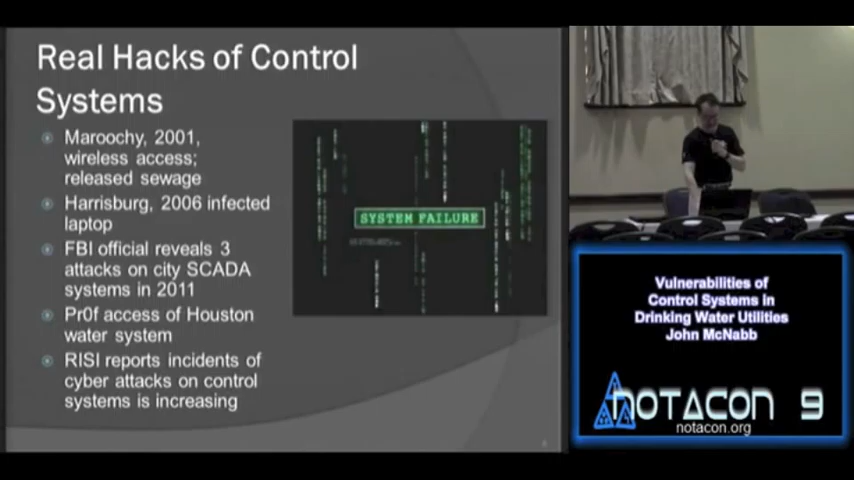 Real Hacks of Control
Systems
Maroochy, 2001,
wireless access;
released sewage
Harrisburg, 2006 infected
laptop
FBI official reveals 3
attacks on city SCADA
systems in 2011
Pr0f access of Houston
water system
RISI reports incidents of
cyber attacks on control
systems is increasing
SYSTEM FAILURE
Vulnerabilities of
Control Systems in
Drinking Water Utilities
John McNabb
NOTACON 9
notacon.org